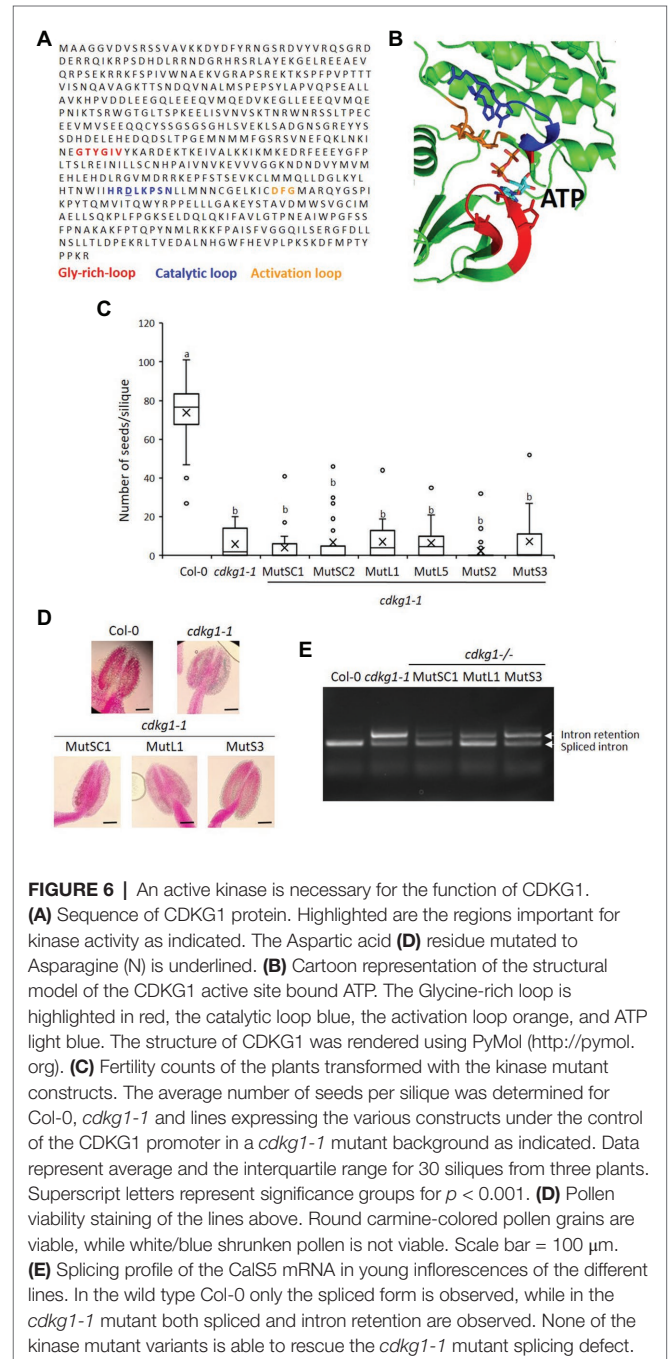 A
MAAGGVDVSRSSVAVKKDYDFYRNGSRDVYVRQSGRD
DERRQIKRPSDHDLRRNDGRHRSRLAYEKGELREEAEV
QRPSEKRRKFSPIVWNAEKVGRAPSREKTKSPFPVPTTT
VISNQAVAGKTTSNDQVNALMSPEPSYLAPVQPSEALL
AVKHPVDDLEEGQLEEEQVMQEDVKEGLLEEEQVMQE
PNIKTSRWGTGLTSPKEELISVNVSKTNRWNRSSLTPEC
EEVMVSEEQQCYSSGSGSGHLSVEKLSADGNSGREYYS
SDHDELEHEDQDSLTPGEMNMMFGSRSVNEFQKLNKI
NEGTYGIVYKARDEKTKEIVALKKIKMKEDRFEEEYGFP
LTSLREINILLSCNHPAIVNVKEVVVGGKNDNDVYMVM
EHLEHDLRGVMDRRKEPFSTSEVKCLMMQLLDGLKYL
HTNWIIHRDLKPSNLLMNNCGELKICDFGMARQYGSPI
KPYTQMVITQWYRPPELLLGAKEYSTAVDMWSVGCIM
AELLSQKPLFPGKSELDQLQKIFAVLGTPNEAIWPGFSS
FPNAKAKFPTQPYNMLRKKFPAISFVGGQILSERGFDLL
NSLLTLDPEKRLTVEDALNHGWFHEVPLPKSKDFMPTY
PPKR
Gly-rich-loop Catalytic loop Activation loop
B
ATP
C
Number of seeds/silique
120
100
80
60
40
20
0
a
b
b
b
b
b
b
b
Col-0 cdkg1-1 MutSC1 MutSC2 MutL1 MutL5 MutS2 MutS3
cdkg1-1
D
Col-0 cdkg1-1
cdkg1-1
MutSC1 MutL1 MutS3
E
cdkg1-/-
Col-0 cdkg1-1 MutSC1 MutL1 MutS3
Intron retention
Spliced intron
FIGURE 6 | An active kinase is necessary for the function of CDKG1.
(A) Sequence of CDKG1 protein. Highlighted are the regions important for
kinase activity as indicated. The Aspartic acid (D) residue mutated to
Asparagine (N) is underlined. (B) Cartoon representation of the structural
model of the CDKG1 active site bound ATP. The Glycine-rich loop is
highlighted in red, the catalytic loop blue, the activation loop orange, and ATP
light blue. The structure of CDKG1 was rendered using PyMol (http://pymol.
org). (C) Fertility counts of the plants transformed with the kinase mutant
constructs. The average number of seeds per silique was determined for
Col-0, cdkg1-1 and lines expressing the various constructs under the control
of the CDKG1 promoter in a cdkg1-1 mutant background as indicated. Data
represent average and the interquartile range for 30 siliques from three plants.
Superscript letters represent significance groups for p < 0.001. (D) Pollen
viability staining of the lines above. Round carmine-colored pollen grains are
viable, while white/blue shrunken pollen is not viable. Scale bar = 100 μm.
(E) Splicing profile of the CalS5 mRNA in young inflorescences of the different
lines. In the wild type Col-0 only the spliced form is observed, while in the
cdkg1-1 mutant both spliced and intron retention are observed. None of the
kinase mutant variants is able to rescue the cdkg1-1 mutant splicing defect.